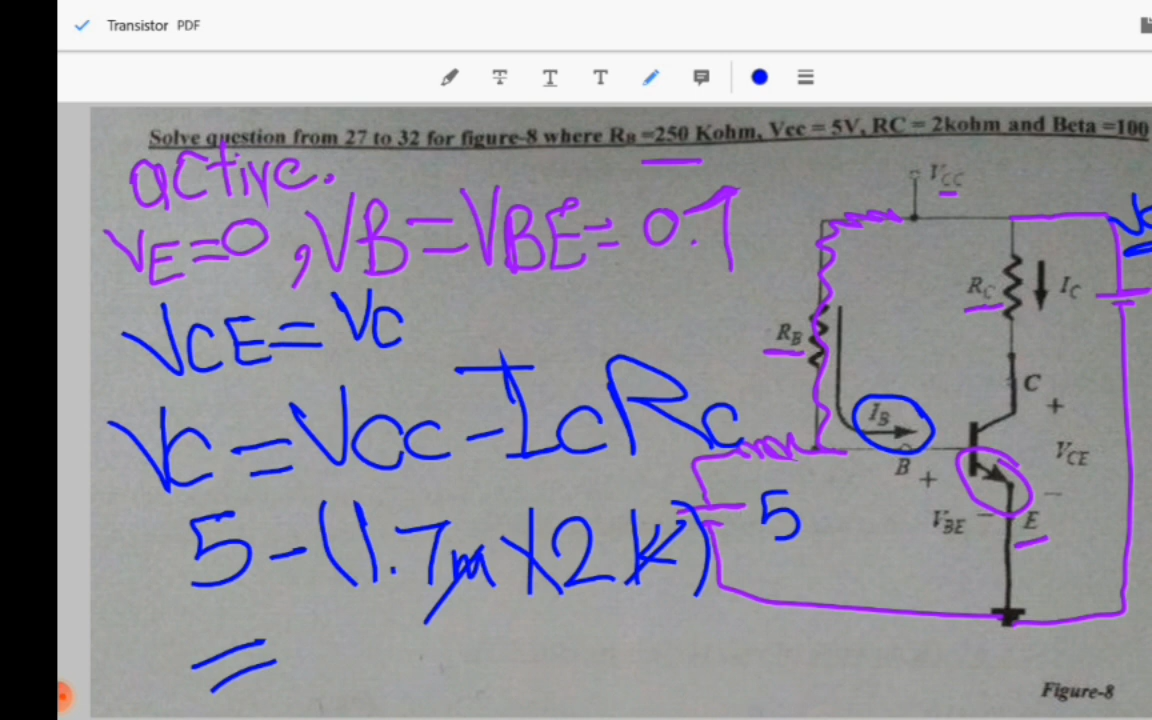 Transistor PDF
Solve question from 27 to 32 for figure-8 where RB =250 Kohm, Vcc = 5V, RC = 2kohm and Beta =100
active.
VE=0 , VB=VBE= 0.7
VCE= VC
VC= VCC-ICRC
5-(1.7m)(2k)
=
VCC
RC
IC
RB
C
+
IB
VCE
B
+
-
VBE
-
E
5
Figure-8